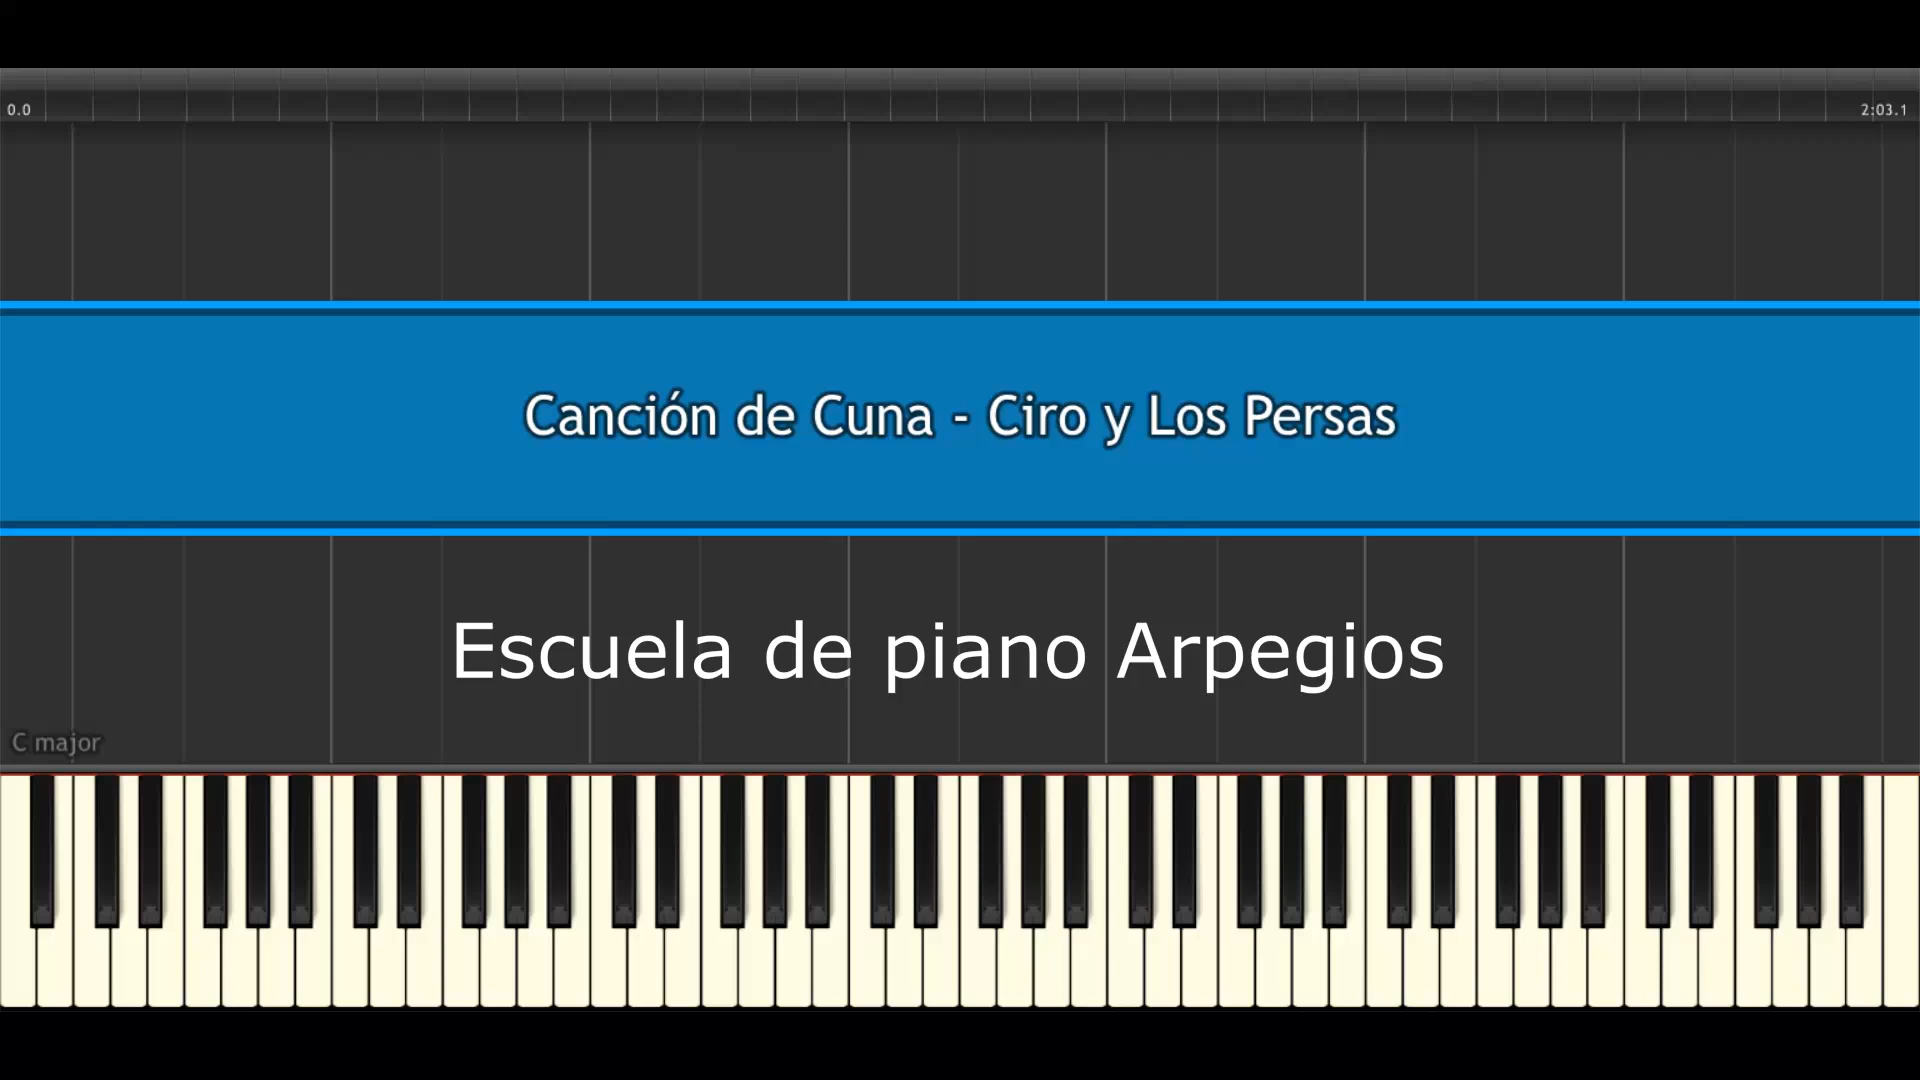 0.0
2:03.1
Canción de Cuna - Ciro y Los Persas
Escuela de piano Arpegios
C major